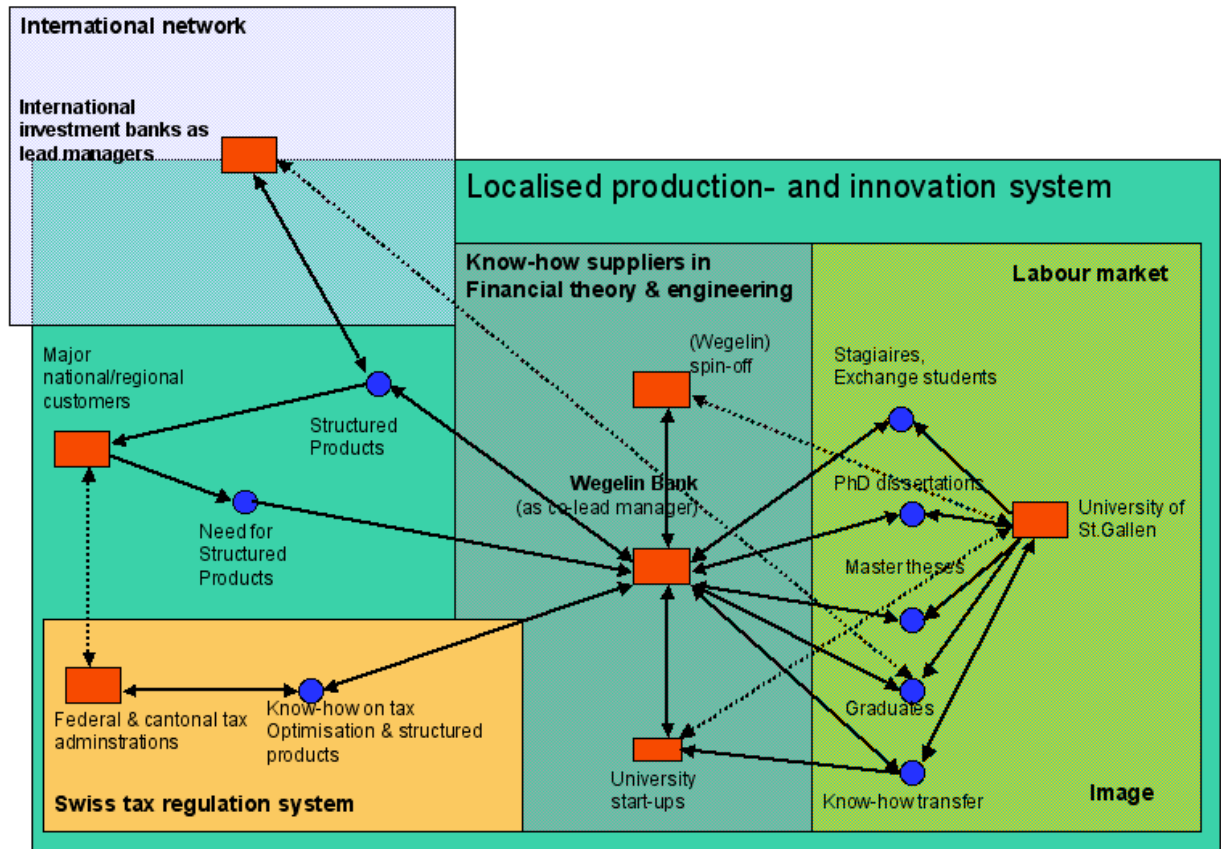 International network
International
investment banks as
lead managers
Localised production- and innovation system
Know-how suppliers in
Financial theory & engineering
Labour market
Major
national/regional
customers
(Wegelin)
spin-off
Stagiaires,
Exchange students
Structured
Products
Wegelin Bank
(as co-lead manager)
PhD dissertations
University of
St.Gallen
Need for
Structured
Products
Master theses
Federal & cantonal tax
adminstrations
Know-how on tax
Optimisation & structured
products
Graduates
University
start-ups
Know-how transfer
Swiss tax regulation system
Image